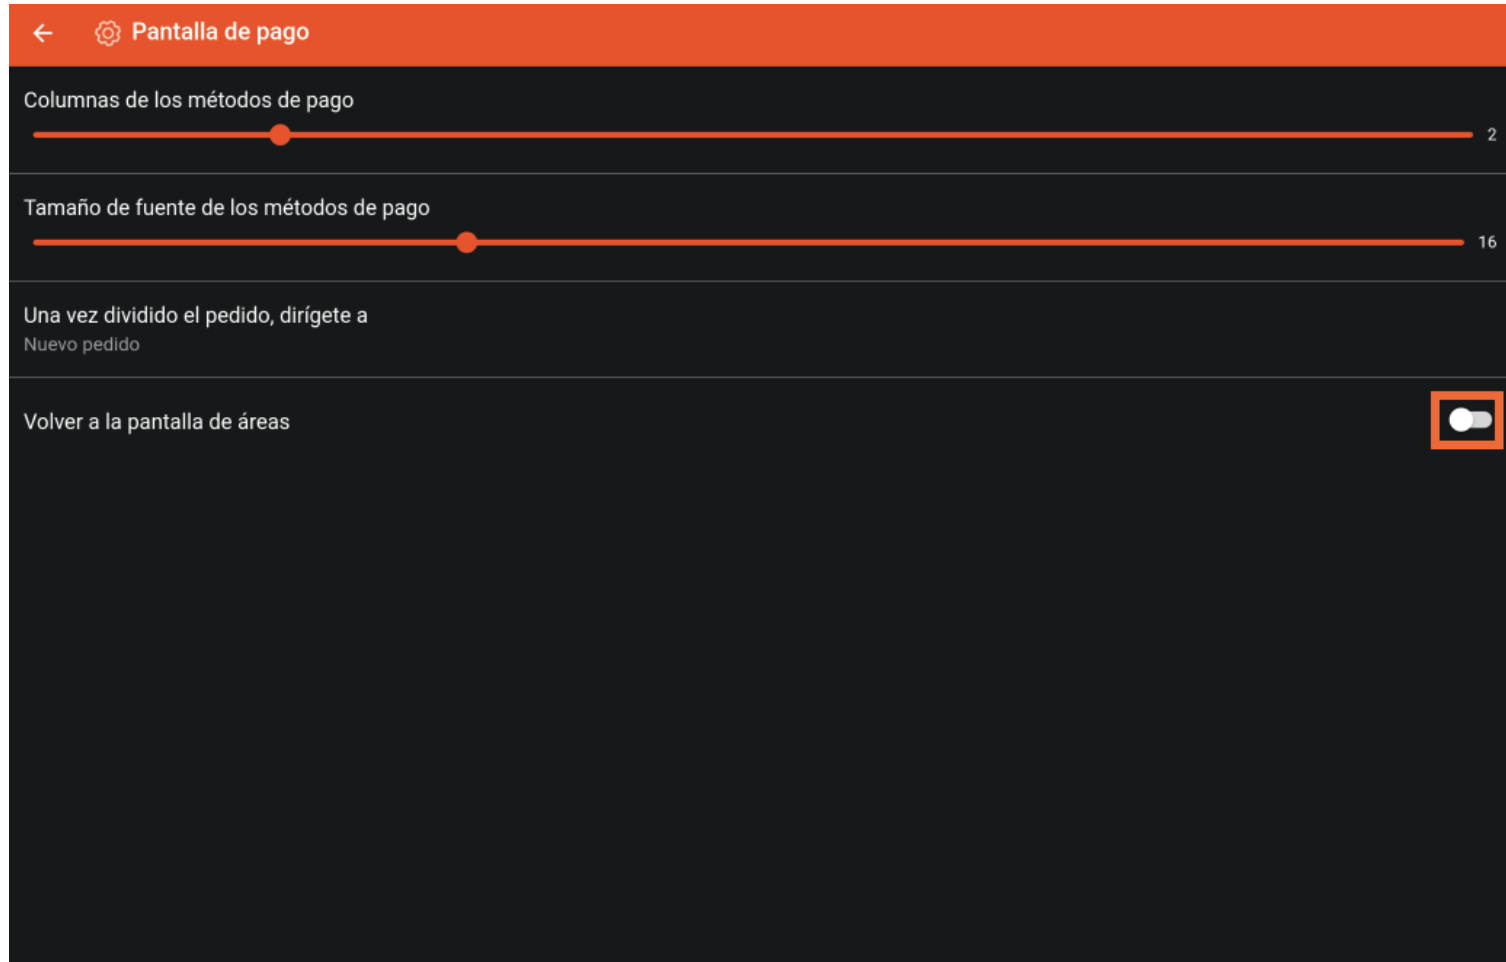 Pantalla de pago
Columnas de los métodos de pago
2
Tamaño de fuente de los métodos de pago
16
Una vez dividido el pedido, dirígete a
Nuevo pedido
Volver a la pantalla de áreas